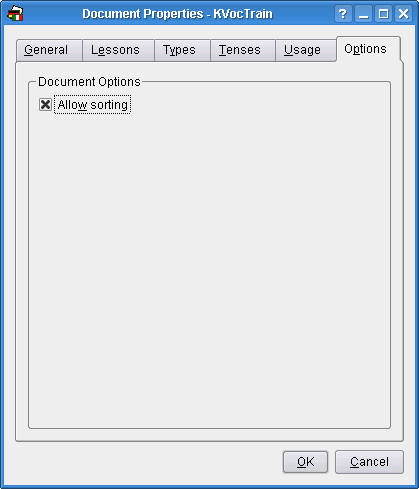 Document Properties - KVocTrain
General Lessons Types Tenses Usage Options
Document Options
Allow sorting
OK Cancel